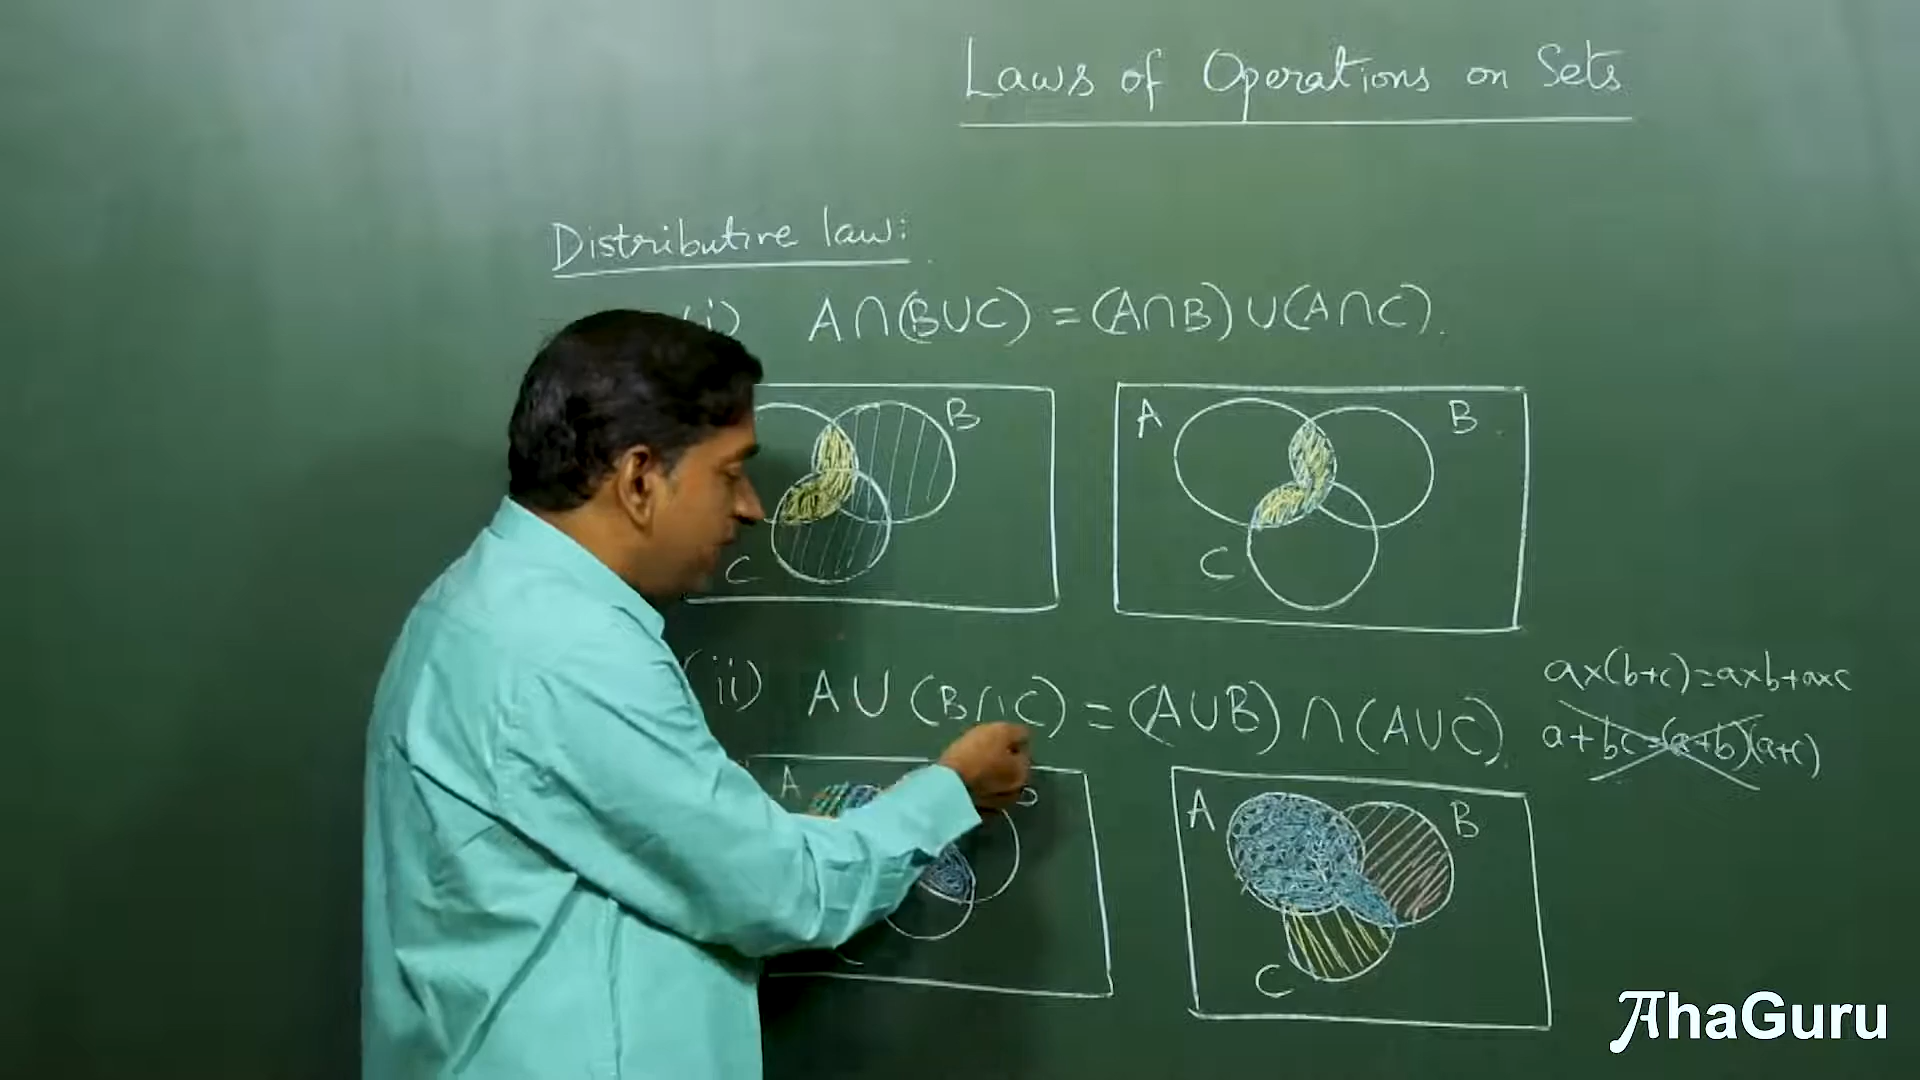 Laws of Operations on Sets
Distributive law:
(i) A∩(B∪C) = (A∩B)∪(A∩C).
B
C
A
B
C
(ii) A∪(B∩C) = (A∪B)∩(A∪C).
a×(b+c)=a×b+a×c
a+bc=(a+b)(a+c)
A
A
B
C
AhaGuru